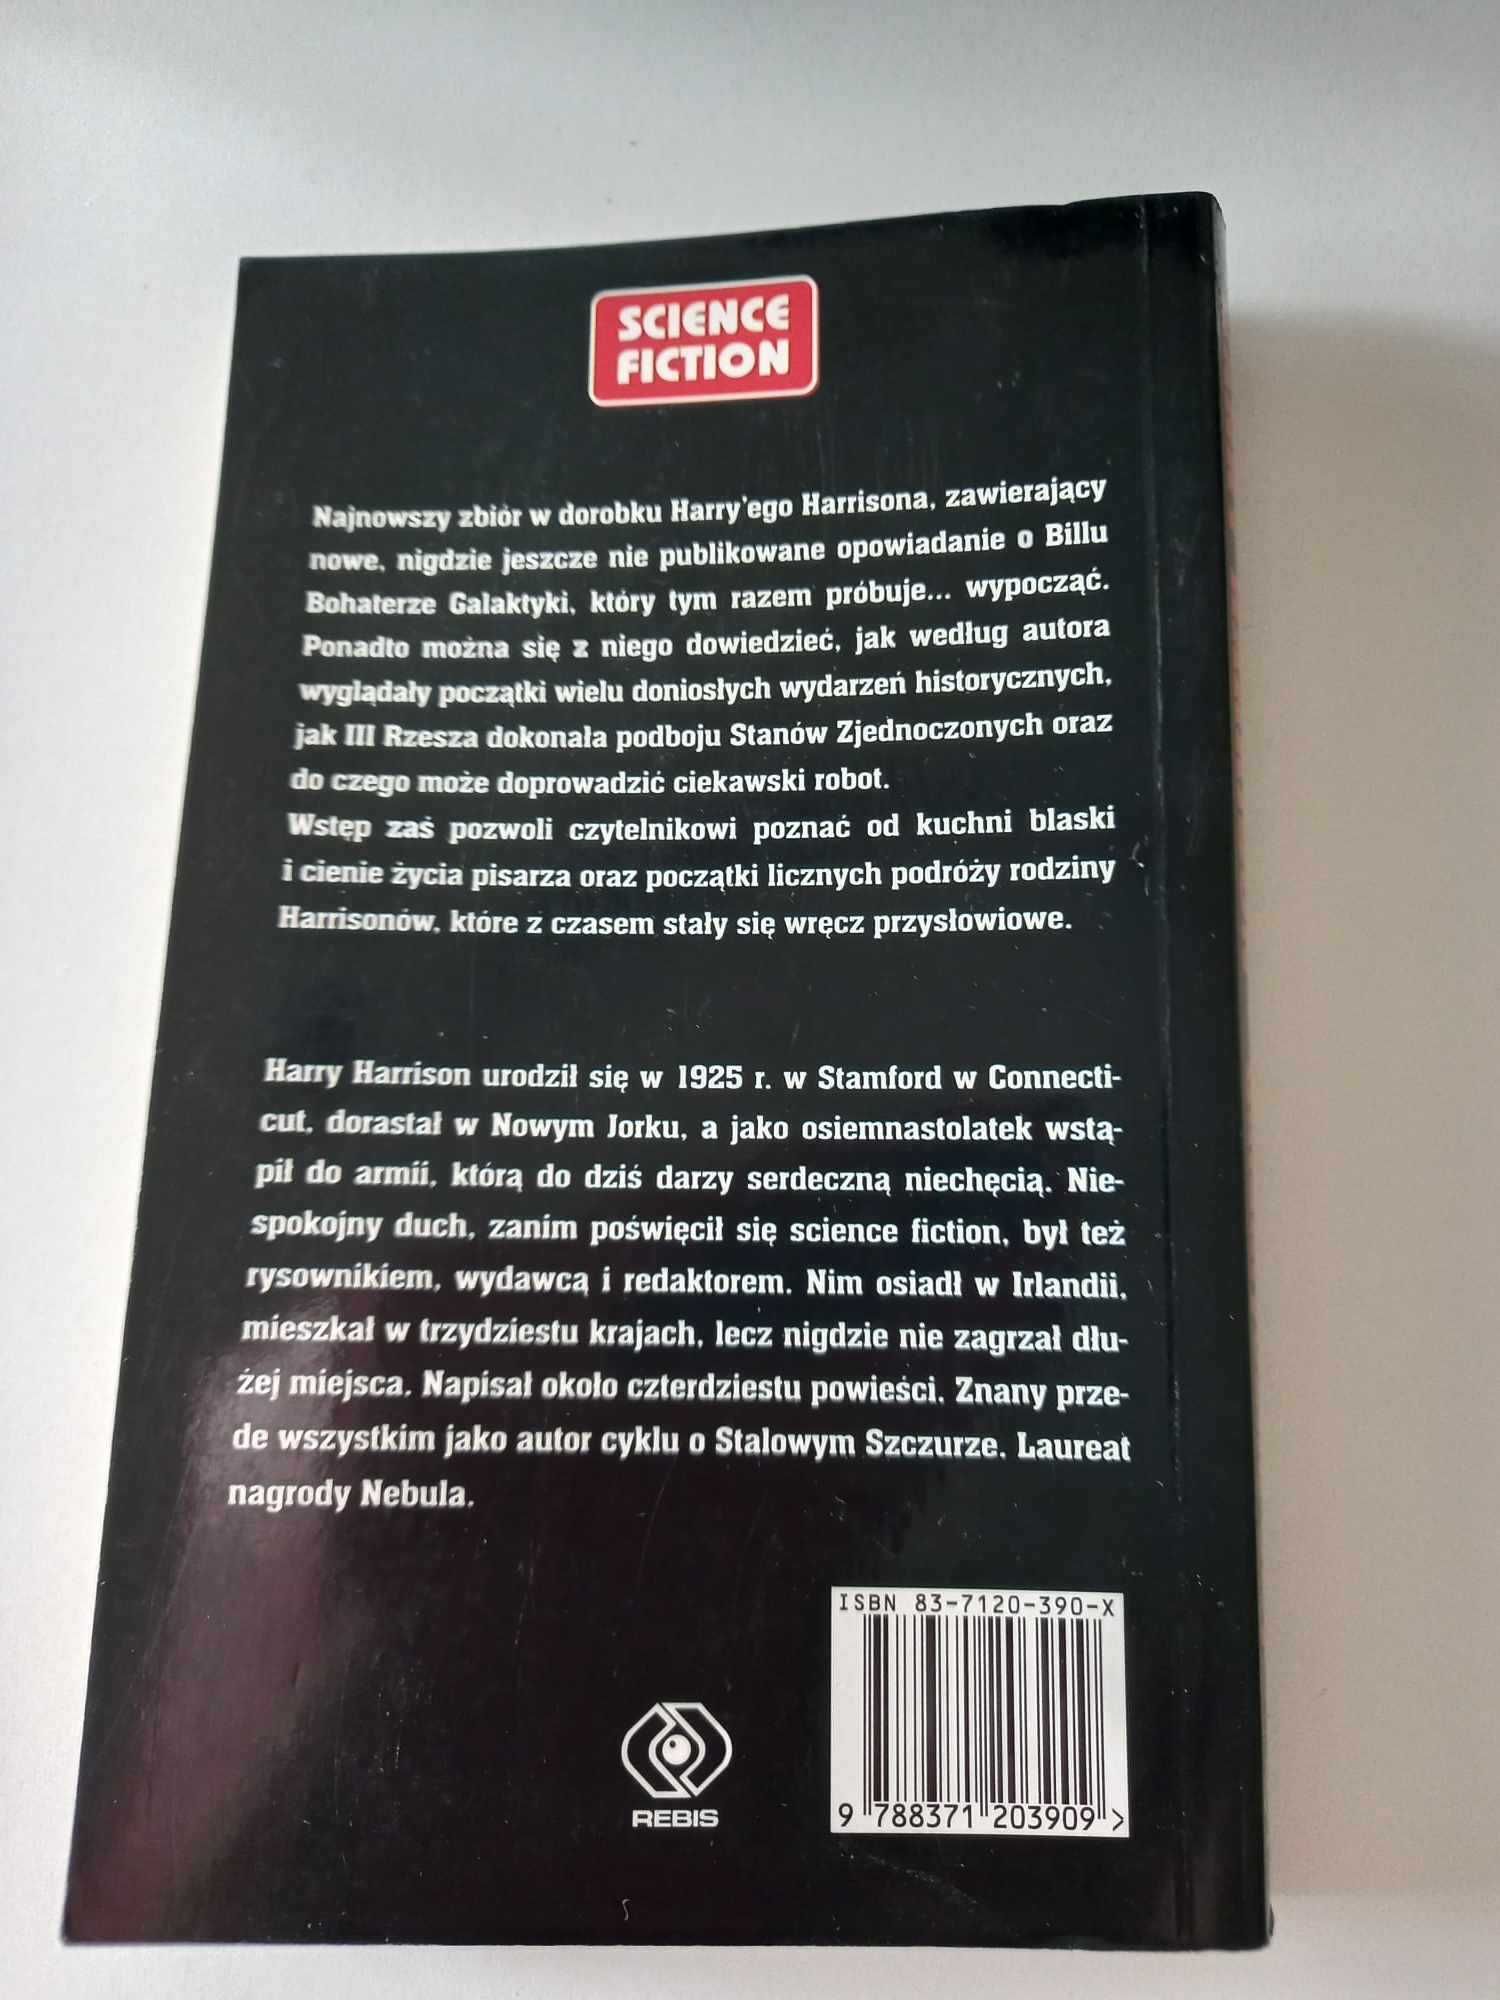 SCIENCE
FICTION
Najnowszy zbiór w dorobku Harry'ego Harrisona, zawierający
nowe, nigdzie jeszcze nie publikowane opowiadanie o Billu
Bohaterze Galaktyki, który tym razem próbuje... wypocząć.
Ponadto można się z niego dowiedzieć, jak według autora
wyglądały początki wielu doniosłych wydarzeń historycznych,
jak III Rzesza dokonała podboju Stanów Zjednoczonych oraz
do czego może doprowadzić ciekawski robot.
Wstęp zaś pozwoli czytelnikowi poznać od kuchni blaski
i cienie życia pisarza oraz początki licznych podróży rodziny
Harrisonów, które z czasem stały się wręcz przysłowiowe.
Harry Harrison urodził się w 1925 r. w Stamford w Connecti-
cut, dorastał w Nowym Jorku, a jako osiemnastolatek wstą-
pił do armii, którą do dziś darzy serdeczną niechęcią. Nie-
spokojny duch, zanim poświęcił się science fiction, był też
rysownikiem, wydawcą i redaktorem. Nim osiadł w Irlandii,
mieszkał w trzydziestu krajach, lecz nigdzie nie zagrzał dłu-
żej miejsca. Napisał około czterdziestu powieści. Znany prze-
de wszystkim jako autor cyklu o Stalowym Szczurze. Laureat
nagrody Nebula.
ISBN 83-7120-390-X
9 788371 203909 >
REBIS